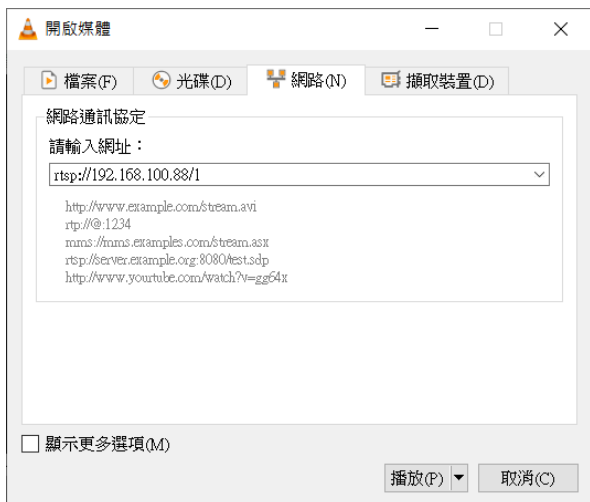 開啟媒體
檔案(F) 光碟(D) 網路(N) 擷取裝置(D)
網路通訊協定
請輸入網址：
rtsp://192.168.100.88/1
http://www.example.com/stream.avi
rtp://@:1234
mms://mms.examples.com/stream.asx
rtsp://server.example.org:8080/test.sdp
http://www.yourtube.com/watch?v=gg64x
顯示更多選項(M)
播放(P) 取消(C)